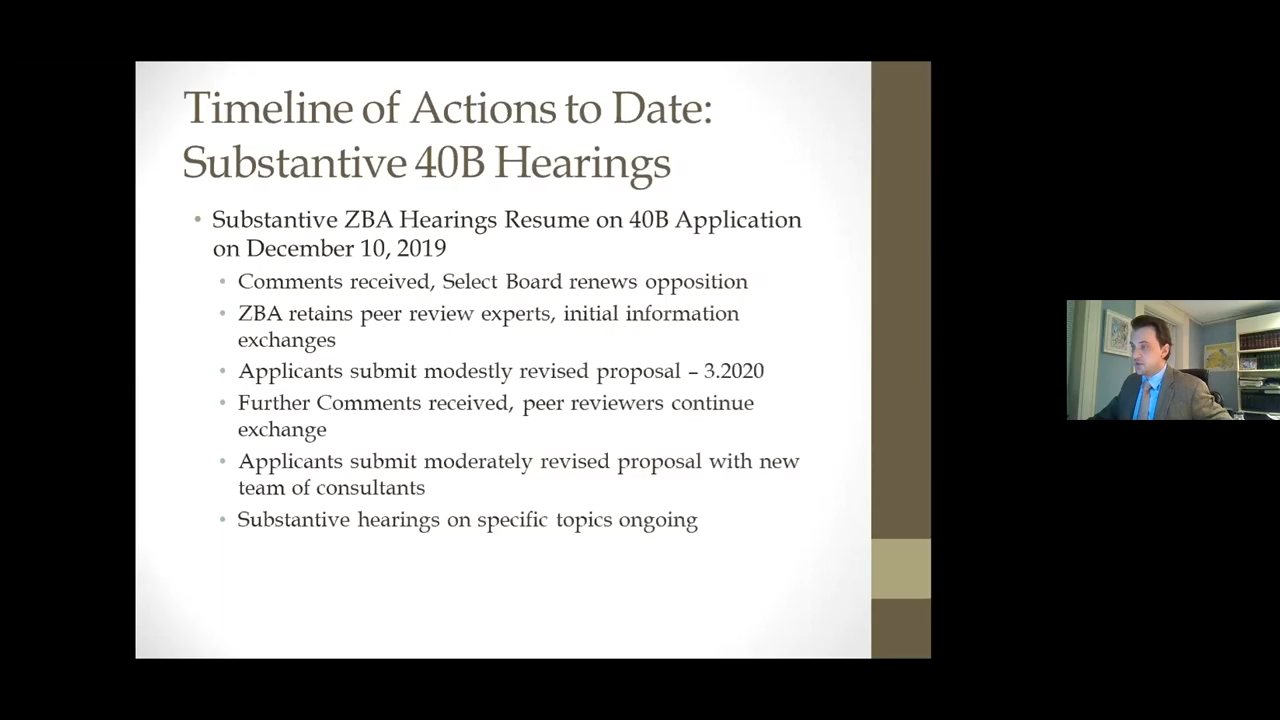 Timeline of Actions to Date:
Substantive 40B Hearings
• Substantive ZBA Hearings Resume on 40B Application
on December 10, 2019
• Comments received, Select Board renews opposition
• ZBA retains peer review experts, initial information
exchanges
• Applicants submit modestly revised proposal – 3.2020
• Further Comments received, peer reviewers continue
exchange
• Applicants submit moderately revised proposal with new
team of consultants
• Substantive hearings on specific topics ongoing